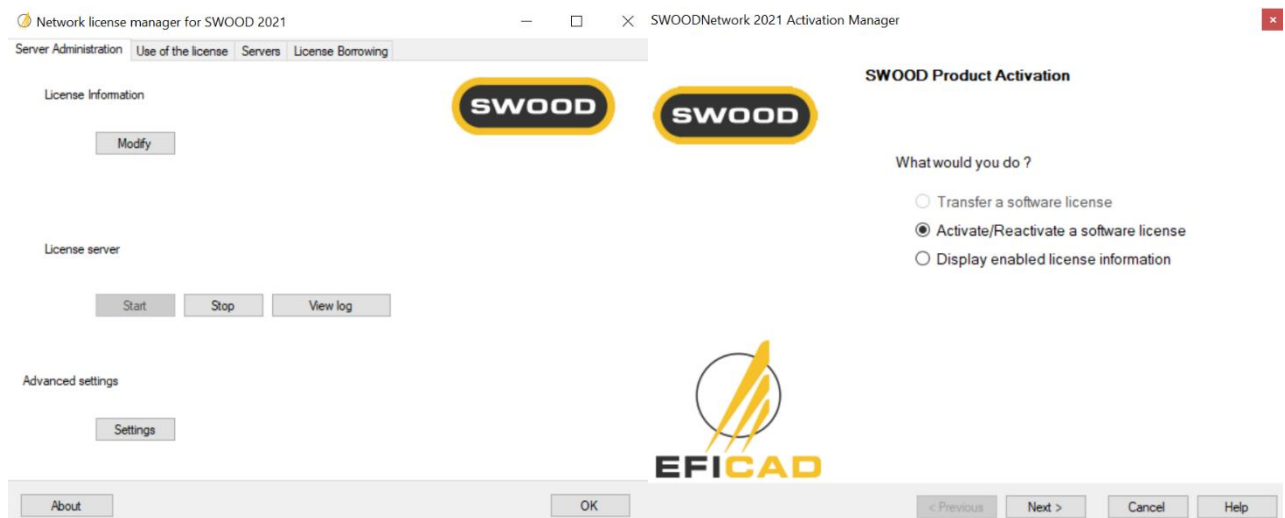 Network license manager for SWOOD 2021
Server Administration Use of the license Servers License Borrowing
License Information
SWOOD
Modify
License server
Start Stop View log
Advanced settings
Settings
About OK
SWOODNetwork 2021 Activation Manager
SWOOD Product Activation
SWOOD
What would you do ?
Transfer a software license
Activate/Reactivate a software license
Display enabled license information
EFICAD
< Previous Next > Cancel Help